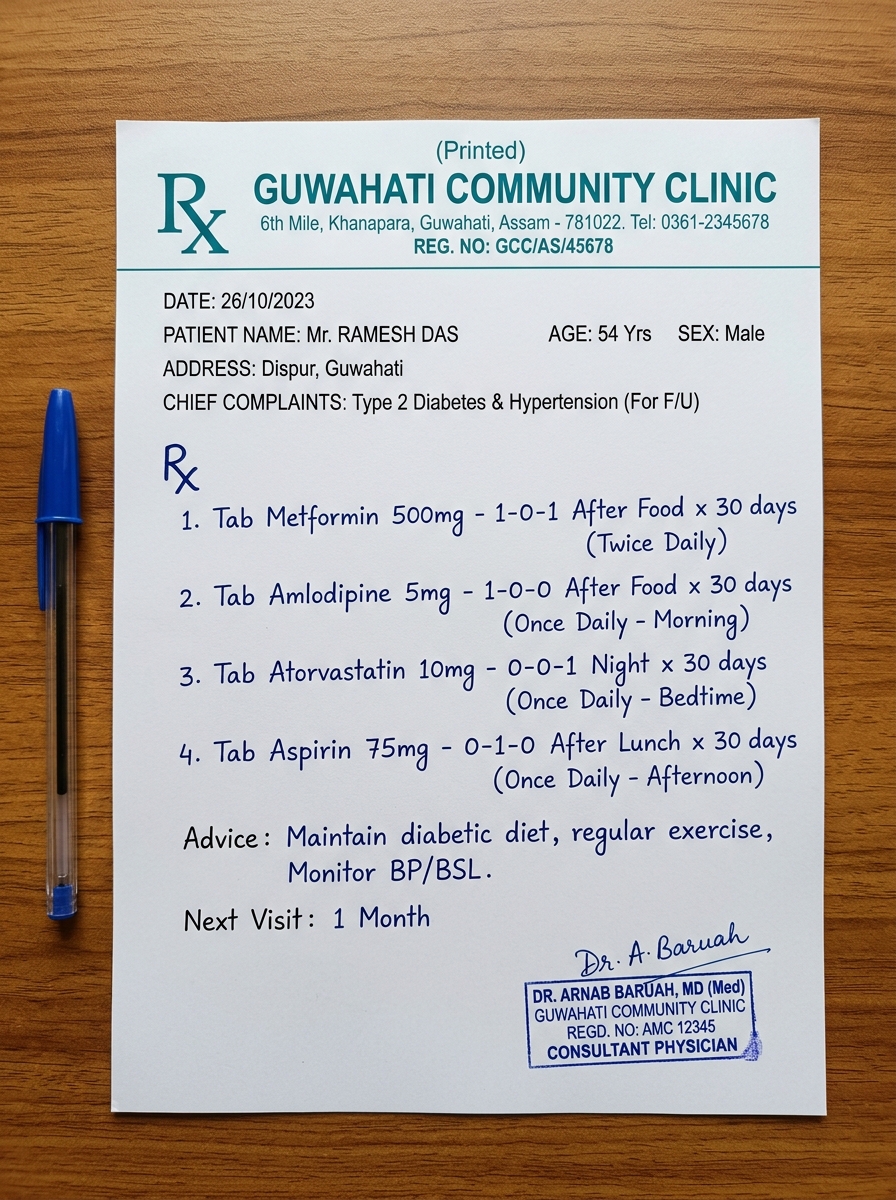 (Printed)
Rx
GUWAHATI COMMUNITY CLINIC
6th Mile, Khanapara, Guwahati, Assam - 781022. Tel: 0361-2345678
REG. NO: GCC/AS/45678
DATE: 26/10/2023
PATIENT NAME: Mr. RAMESH DAS AGE: 54 Yrs SEX: Male
ADDRESS: Dispur, Guwahati
CHIEF COMPLAINTS: Type 2 Diabetes & Hypertension (For F/U)
Rx
1. Tab Metformin 500mg - 1-0-1 After Food x 30 days
(Twice Daily)
2. Tab Amlodipine 5mg - 1-0-0 After Food x 30 days
(Once Daily - Morning)
3. Tab Atorvastatin 10mg - 0-0-1 Night x 30 days
(Once Daily - Bedtime)
4. Tab Aspirin 75mg - 0-1-0 After Lunch x 30 days
(Once Daily - Afternoon)
Advice: Maintain diabetic diet, regular exercise,
Monitor BP/BSL.
Next Visit: 1 Month
Dr. A. Baruah
DR. ARNAB BARUAH, MD (Med)
GUWAHATI COMMUNITY CLINIC
REGD. NO: AMC 12345
CONSULTANT PHYSICIAN